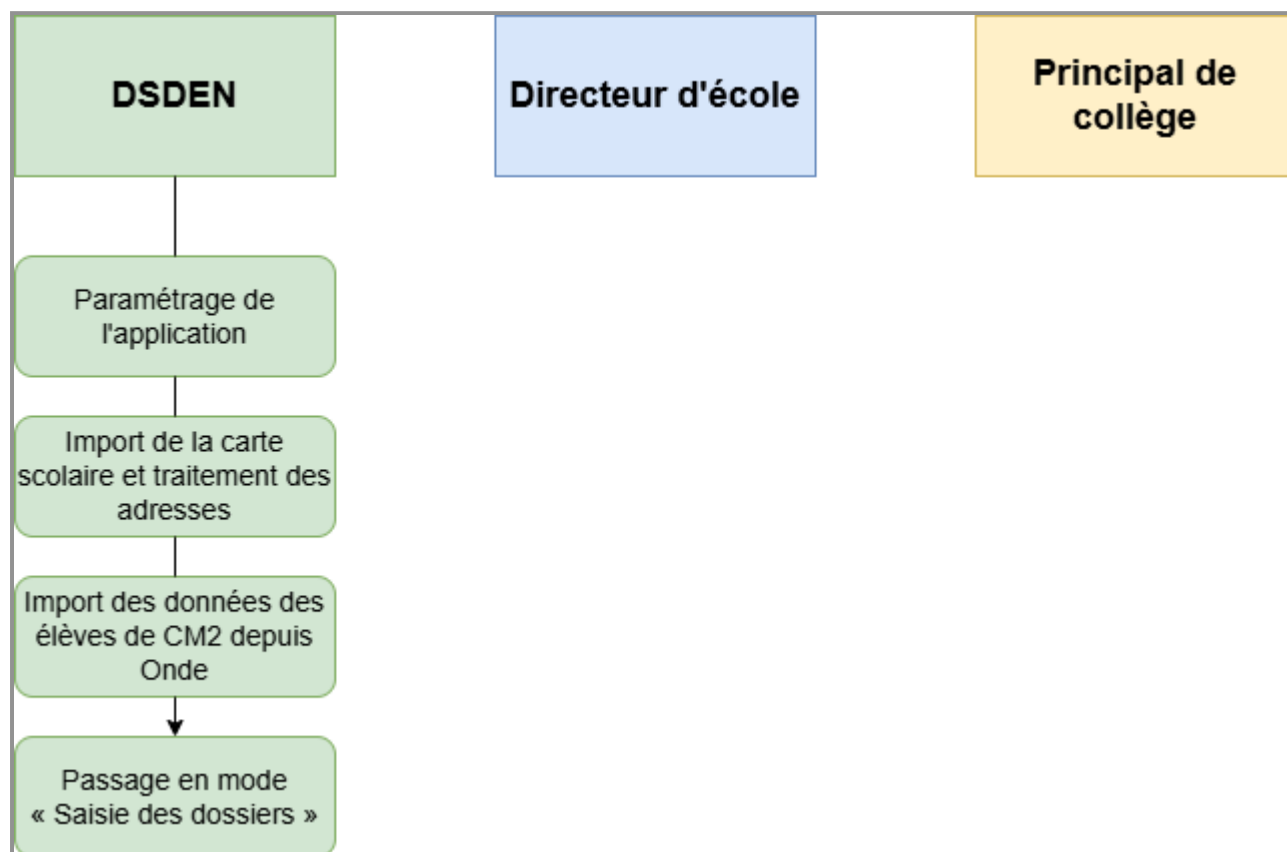 DSDEN
Directeur d'école
Principal de
collège
Paramétrage de
l'application
Import de la carte
scolaire et traitement des
adresses
Import des données des
élèves de CM2 depuis
Onde
Passage en mode
« Saisie des dossiers »